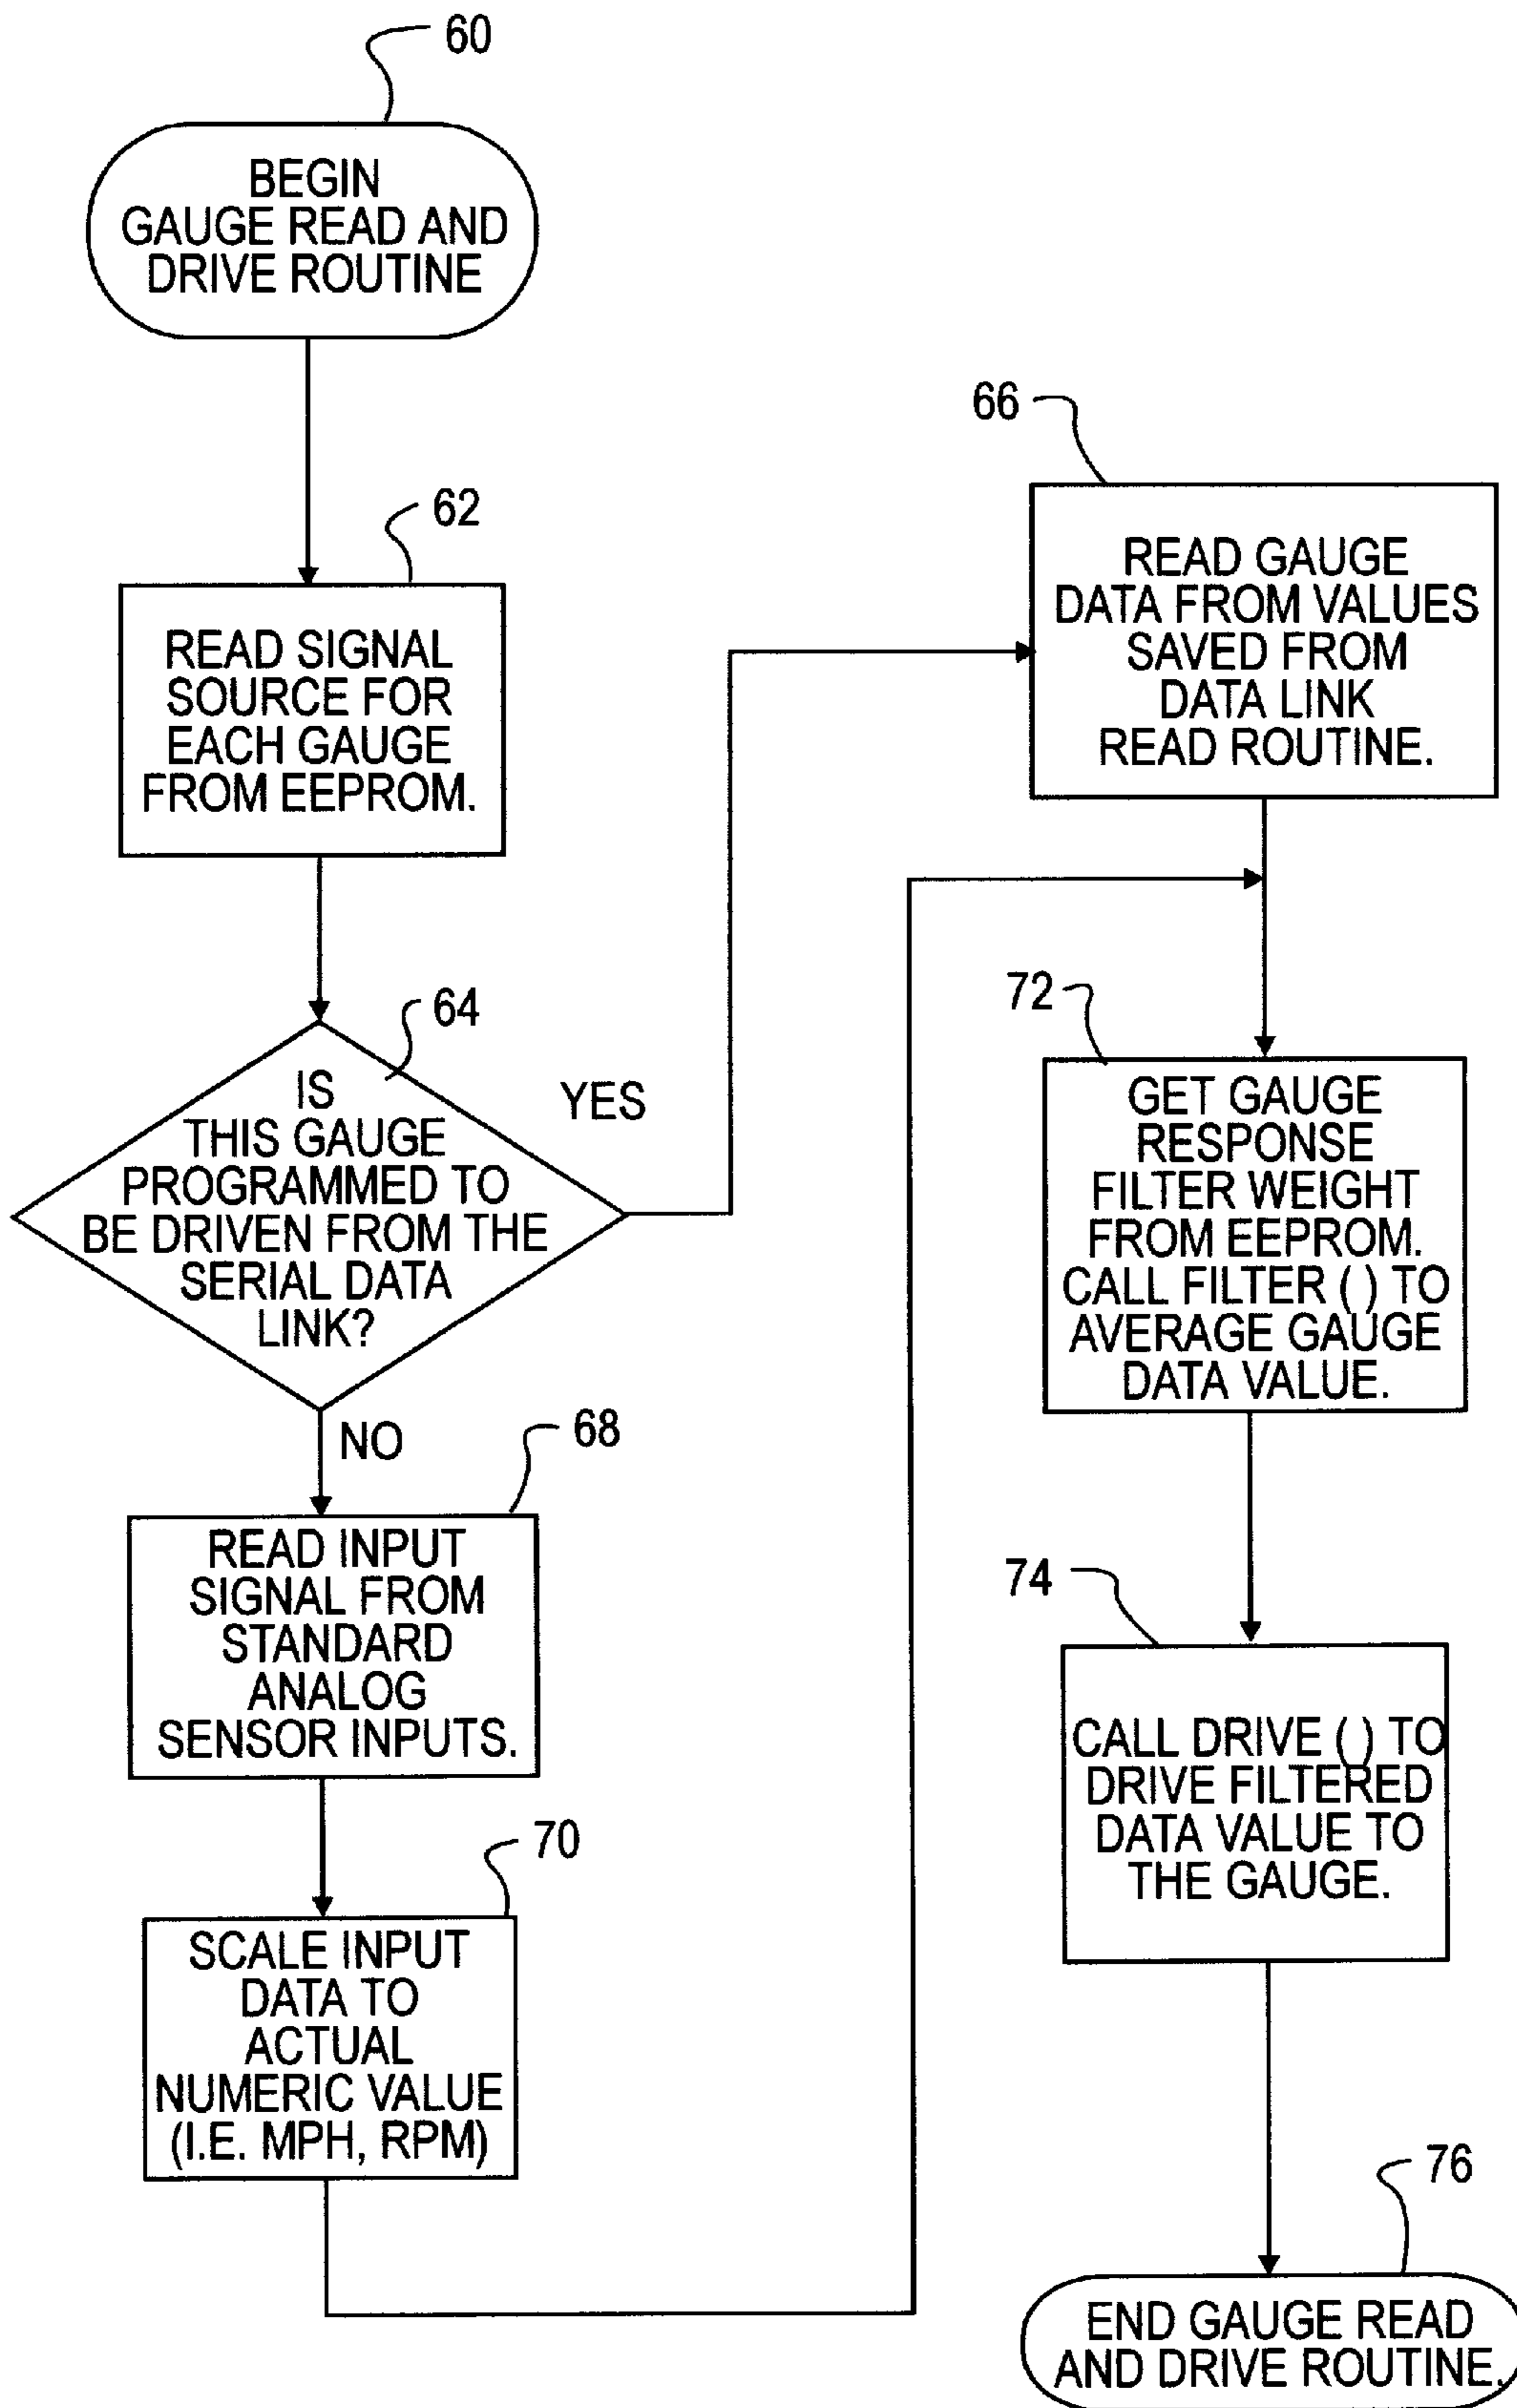 60
BEGIN
GAUGE READ AND
DRIVE ROUTINE
62
READ SIGNAL
SOURCE FOR
EACH GAUGE
FROM EEPROM.
64
IS
THIS GAUGE
PROGRAMMED TO
BE DRIVEN FROM THE
SERIAL DATA
LINK?
YES
NO
66
READ GAUGE
DATA FROM VALUES
SAVED FROM
DATA LINK
READ ROUTINE.
68
READ INPUT
SIGNAL FROM
STANDARD
ANALOG
SENSOR INPUTS.
70
SCALE INPUT
DATA TO
ACTUAL
NUMERIC VALUE
(I.E. MPH, RPM)
72
GET GAUGE
RESPONSE
FILTER WEIGHT
FROM EEPROM.
CALL FILTER ( ) TO
AVERAGE GAUGE
DATA VALUE.
74
CALL DRIVE ( ) TO
DRIVE FILTERED
DATA VALUE TO
THE GAUGE.
76
END GAUGE READ
AND DRIVE ROUTINE.